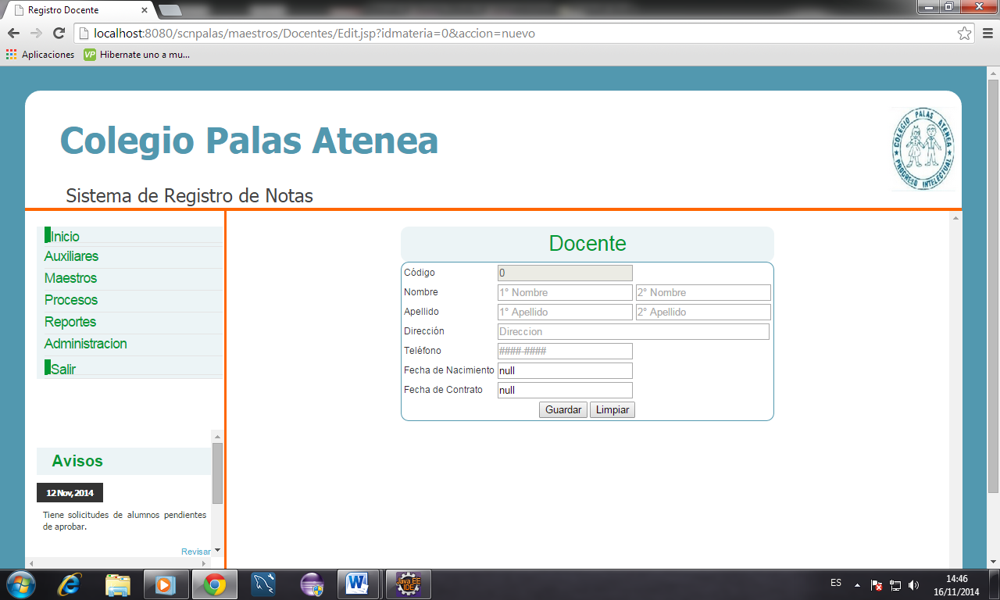 Registro Docente
localhost:8080/scnpalas/maestros/Docentes/Edit.jsp?idmateria=0&accion=nuevo
Aplicaciones VP Hibernate uno a mu...
Colegio Palas Atenea
COLEGIO PALAS ATENEA
PROGRESO INTELECTUAL
Sistema de Registro de Notas
Inicio
Auxiliares
Maestros
Procesos
Reportes
Administracion
Salir
Avisos
12 Nov, 2014
Tiene solicitudes de alumnos pendientes
de aprobar.
Revisar
Docente
Código 0
Nombre 1° Nombre 2° Nombre
Apellido 1° Apellido 2° Apellido
Dirección Direccion
Teléfono ####-####
Fecha de Nacimiento null
Fecha de Contrato null
Guardar Limpiar
W Java EE IDE ES 14:46
16/11/2014